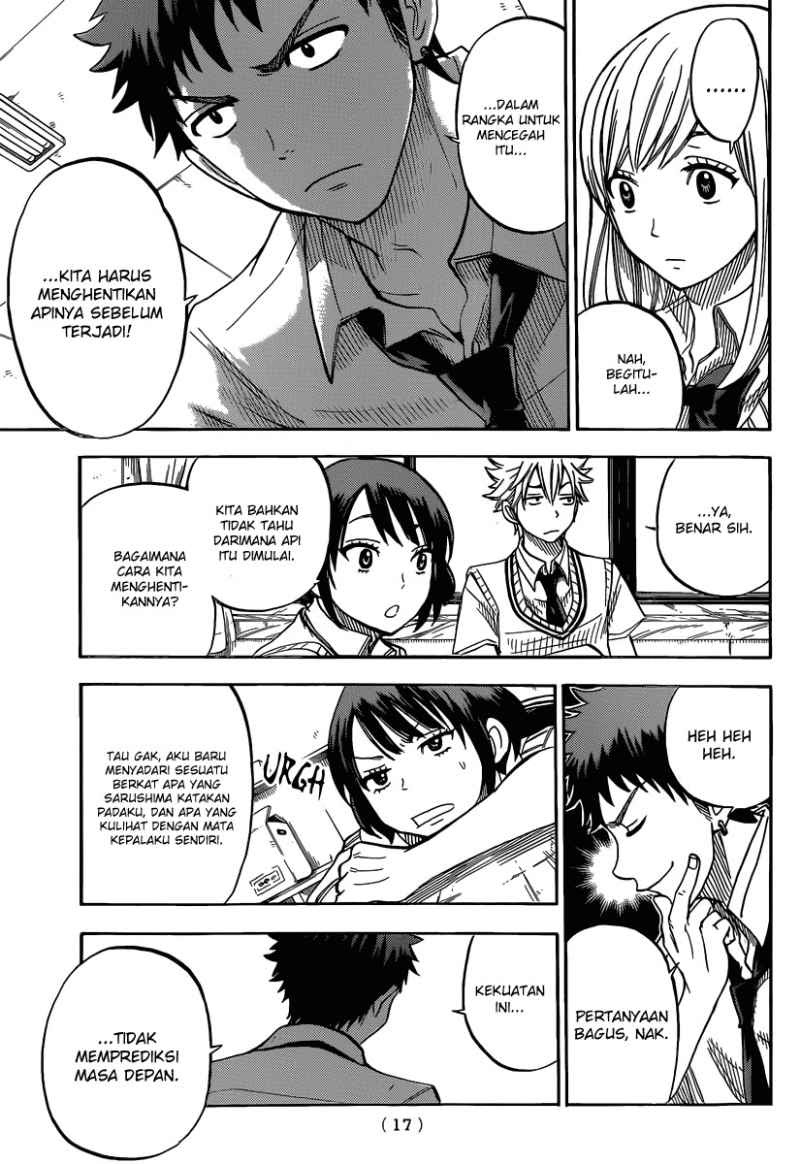 ......
NAH,
BEGITU-
LAH...
...DALAM
RANGKA UNTUK
MENCEGAH
ITU...
...KITA HARUS
MENGHENTIKAN
APINYA SEBELUM
TERJADI!
...YA,
BENAR SIH.
KITA BAHKAN
TIDAK TAHU
DARIMANA API
ITU DIMULAI.
BAGAIMANA
CARA KITA
MENGHENTI-
KANNYA?
HEH HEH
HEH.
PERTANYAAN
BAGUS, NAK.
URGH
TAU GAK, AKU BARU
MENYADARI SESUATU
BERKAT APA YANG
SARUSHIMA KATAKAN
PADAKU, DAN APA YANG
KULIHAT DENGAN MATA
KEPALAKU SENDIRI.
KEKUATAN
INI...
...TIDAK
MEMPREDIKSI
MASA DEPAN.
( 17 )